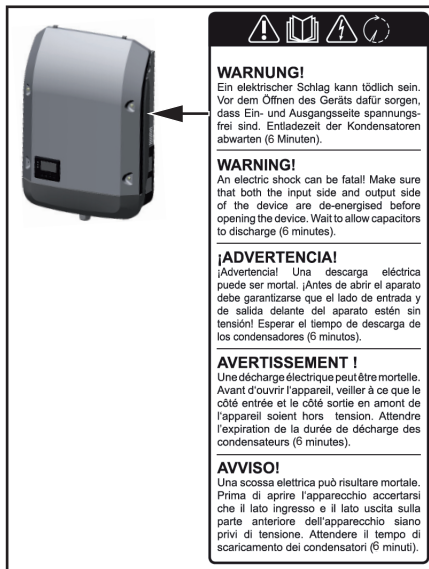 WARNUNG!
Ein elektrischer Schlag kann tödlich sein.
Vor dem Öffnen des Geräts dafür sorgen,
dass Ein- und Ausgangsseite spannungs-
frei sind. Entladezeit der Kondensatoren
abwarten (6 Minuten).
WARNING!
An electric shock can be fatal! Make sure
that both the input side and output side
of the device are de-energised before
opening the device. Wait to allow capacitors
to discharge (6 minutes).
¡ADVERTENCIA!
¡Advertencia! Una descarga eléctrica
puede ser mortal. ¡Antes de abrir el aparato
debe garantizarse que el lado de entrada y
de salida delante del aparato estén sin
tensión! Esperar el tiempo de descarga de
los condensadores (6 minutos).
AVERTISSEMENT !
Une décharge électrique peut être mortelle.
Avant d'ouvrir l'appareil, veiller à ce que le
côté entrée et le côté sortie en amont de
l'appareil soient hors tension. Attendre
l'expiration de la durée de décharge des
condensateurs (6 minutes).
AVVISO!
Una scossa elettrica può risultare mortale.
Prima di aprire l'apparecchio accertarsi
che il lato ingresso e il lato uscita sulla
parte anteriore dell'apparecchio siano
privi di tensione. Attendere il tempo di
scaricamento dei condensatori (6 minuti).